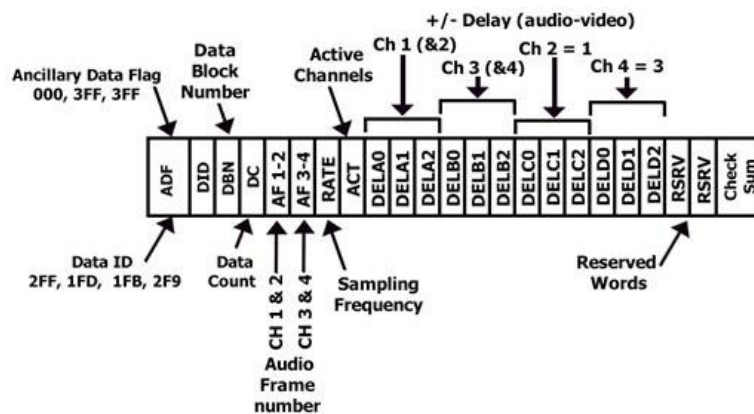 +/- Delay (audio-video)
Ch 1 (&2)
Ch 2 = 1
Ch 3 (&4)
Ch 4 = 3
Data
Block
Number
Active
Channels
Ancillary Data Flag
000, 3FF, 3FF
ADF
DID
DBN
DC
AF 1-2
AF 3-4
RATE
ACT
DELA0
DELA1
DELA2
DELB0
DELB1
DELB2
DELC0
DELC1
DELC2
DELD0
DELD1
DELD2
RSRV
RSRV
Check
Sum
Data ID
2FF, 1FD, 1FB, 2F9
Data
Count
CH 1 & 2
CH 3 & 4
Audio
Frame
number
Sampling
Frequency
Reserved
Words